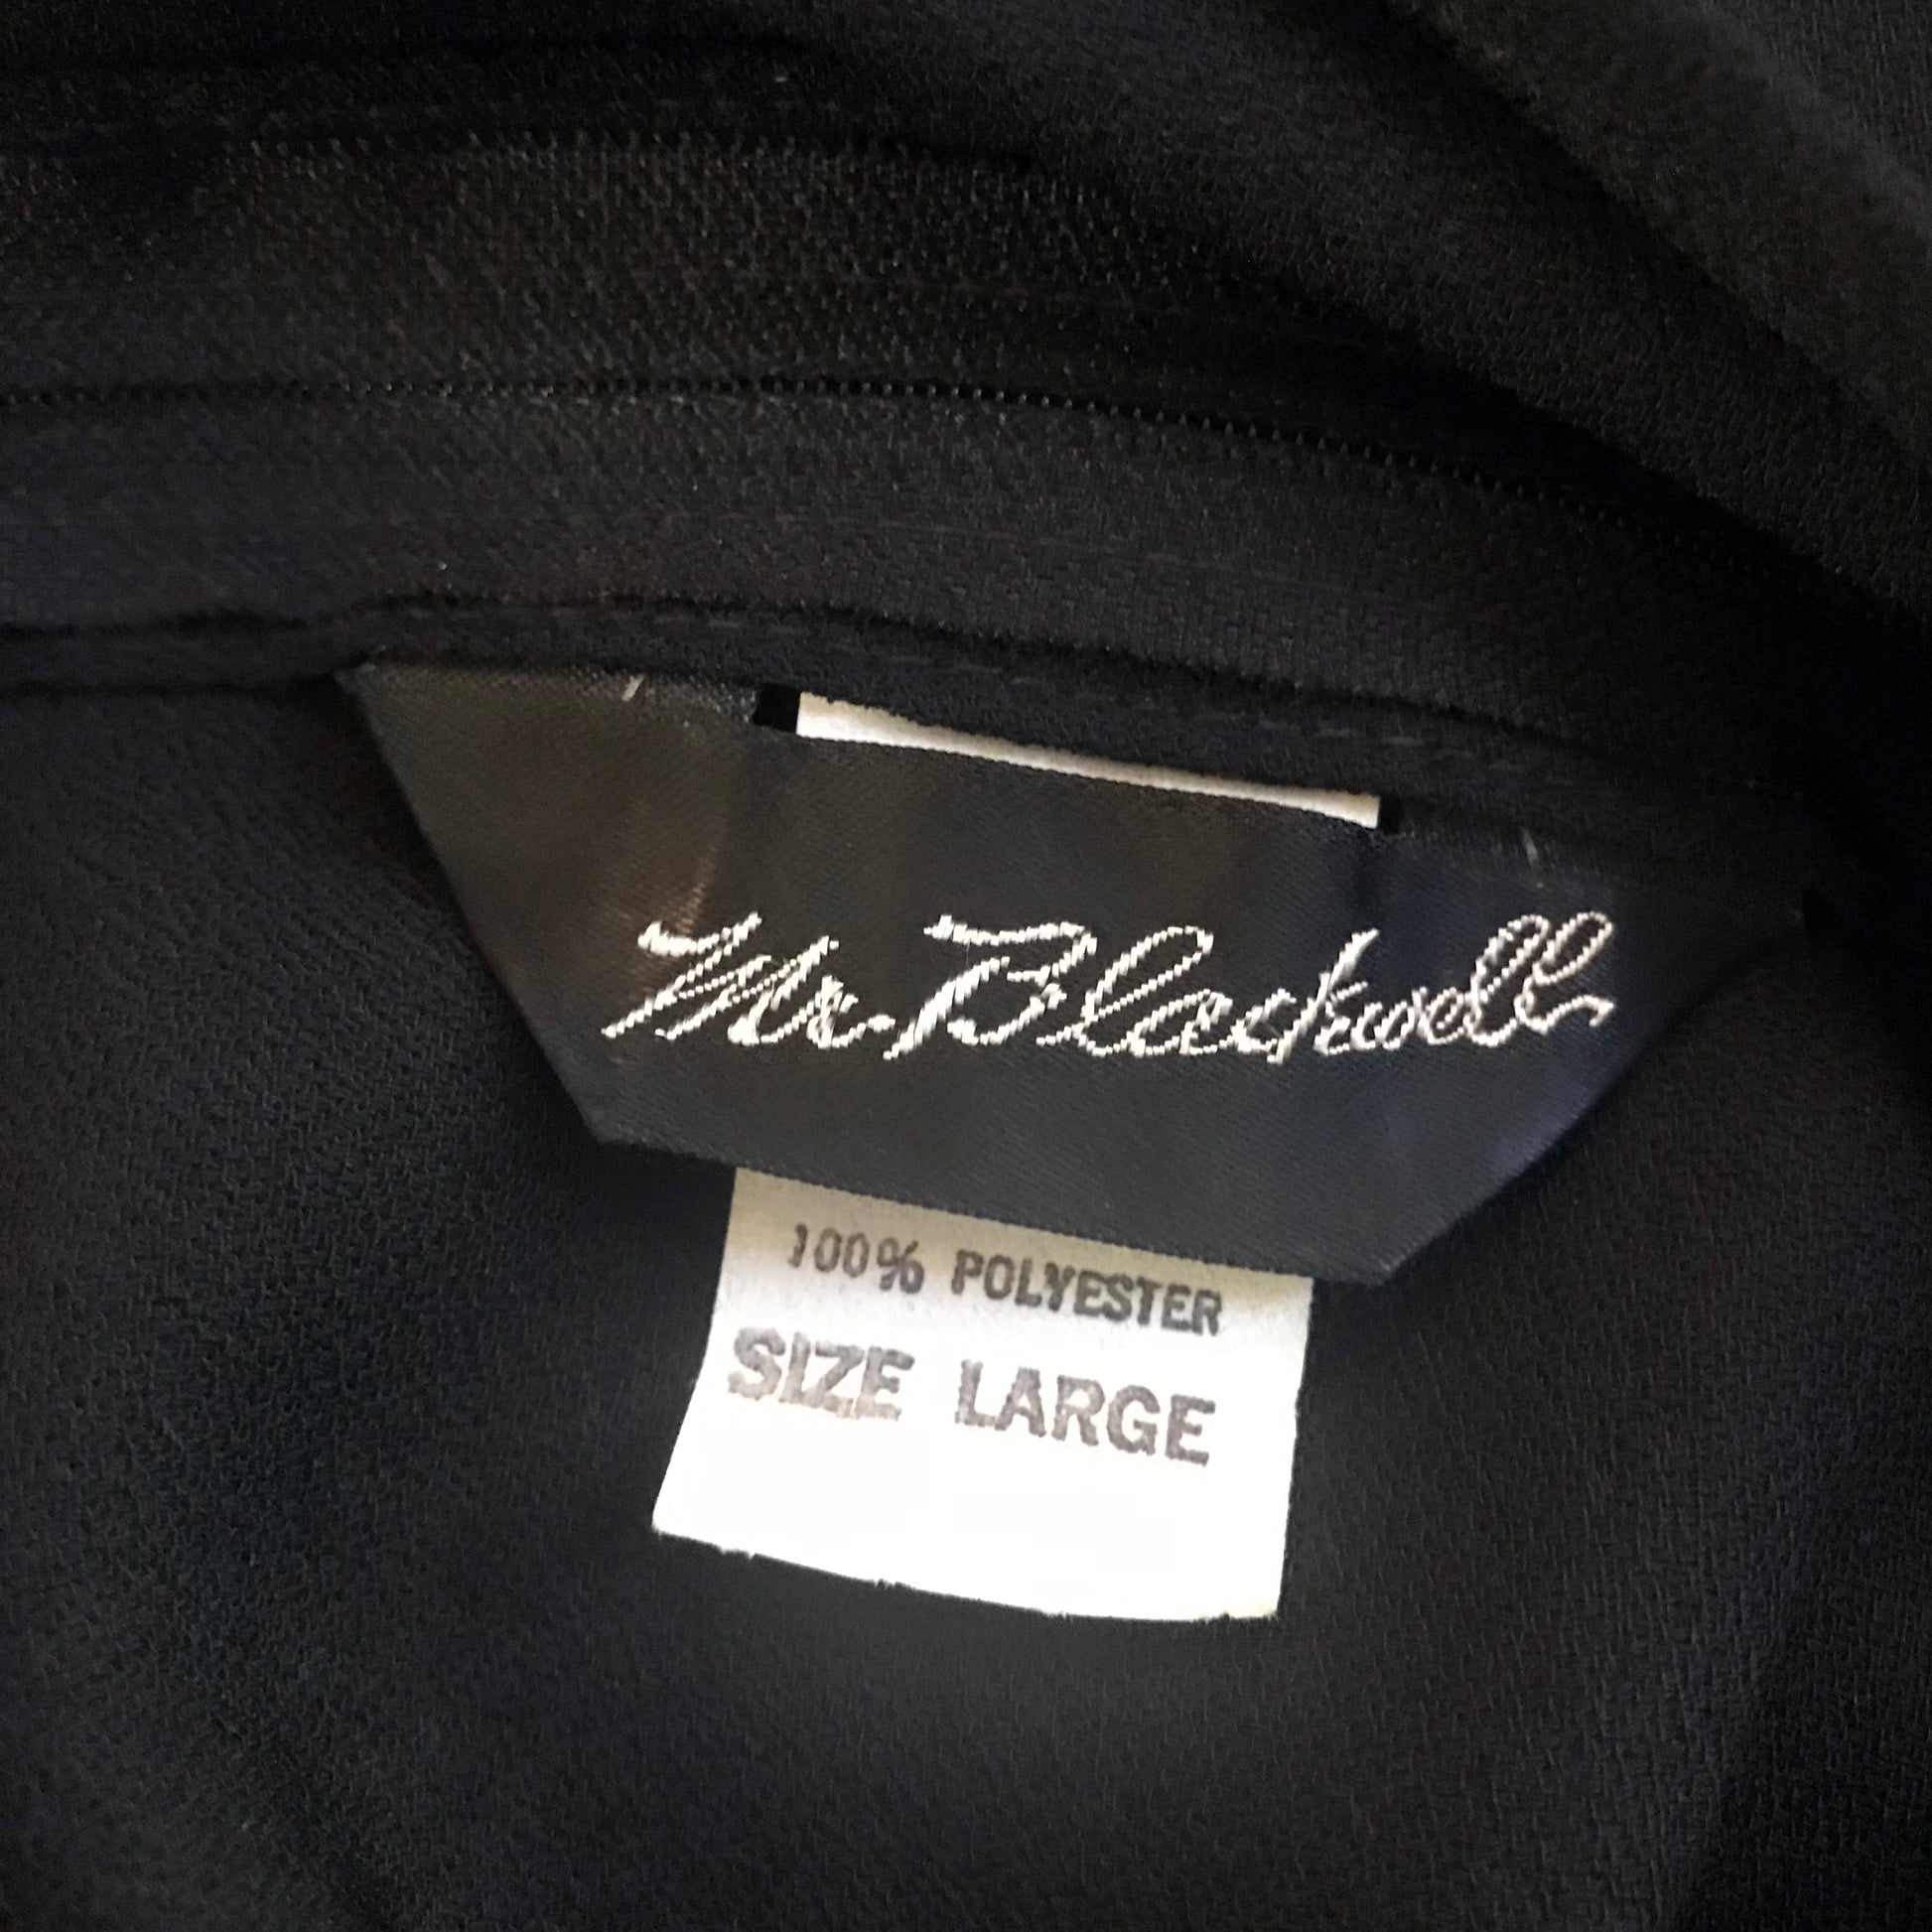 Mr. Blackwell
100% POLYESTER
SIZE LARGE